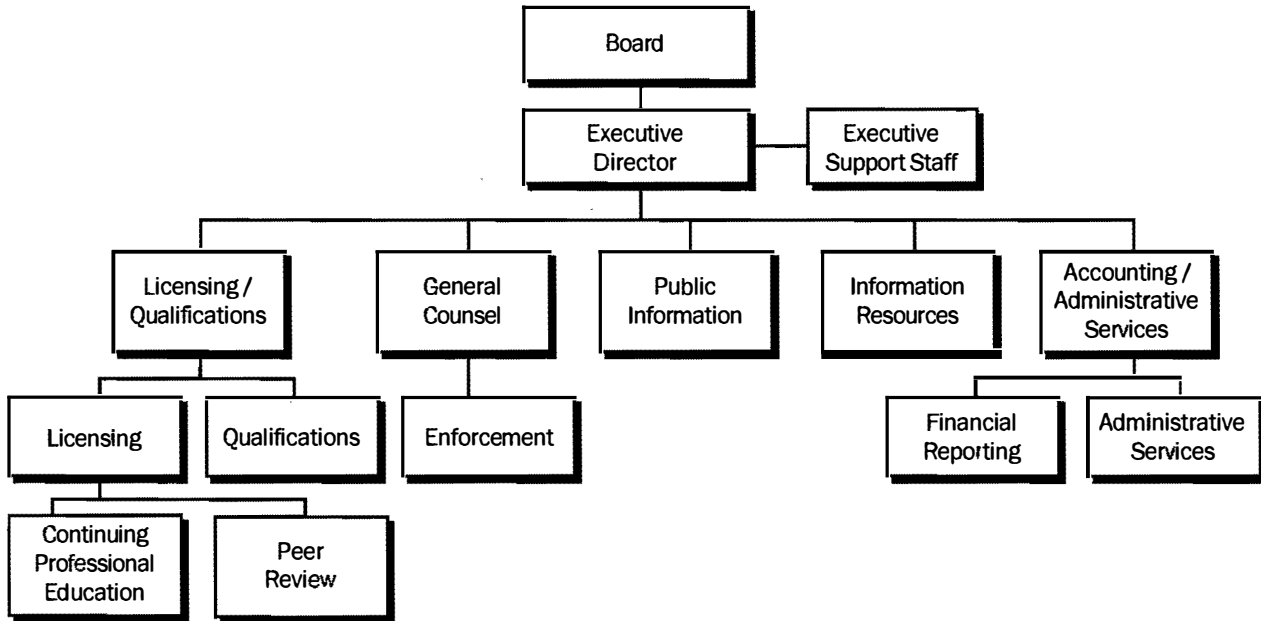 Board
Executive
Director
Executive
Support Staff
Licensing /
Qualifications
General
Counsel
Public
Information
Information
Resources
Accounting /
Administrative
Services
Licensing
Qualifications
Enforcement
Financial
Reporting
Administrative
Services
Continuing
Professional
Education
Peer
Review